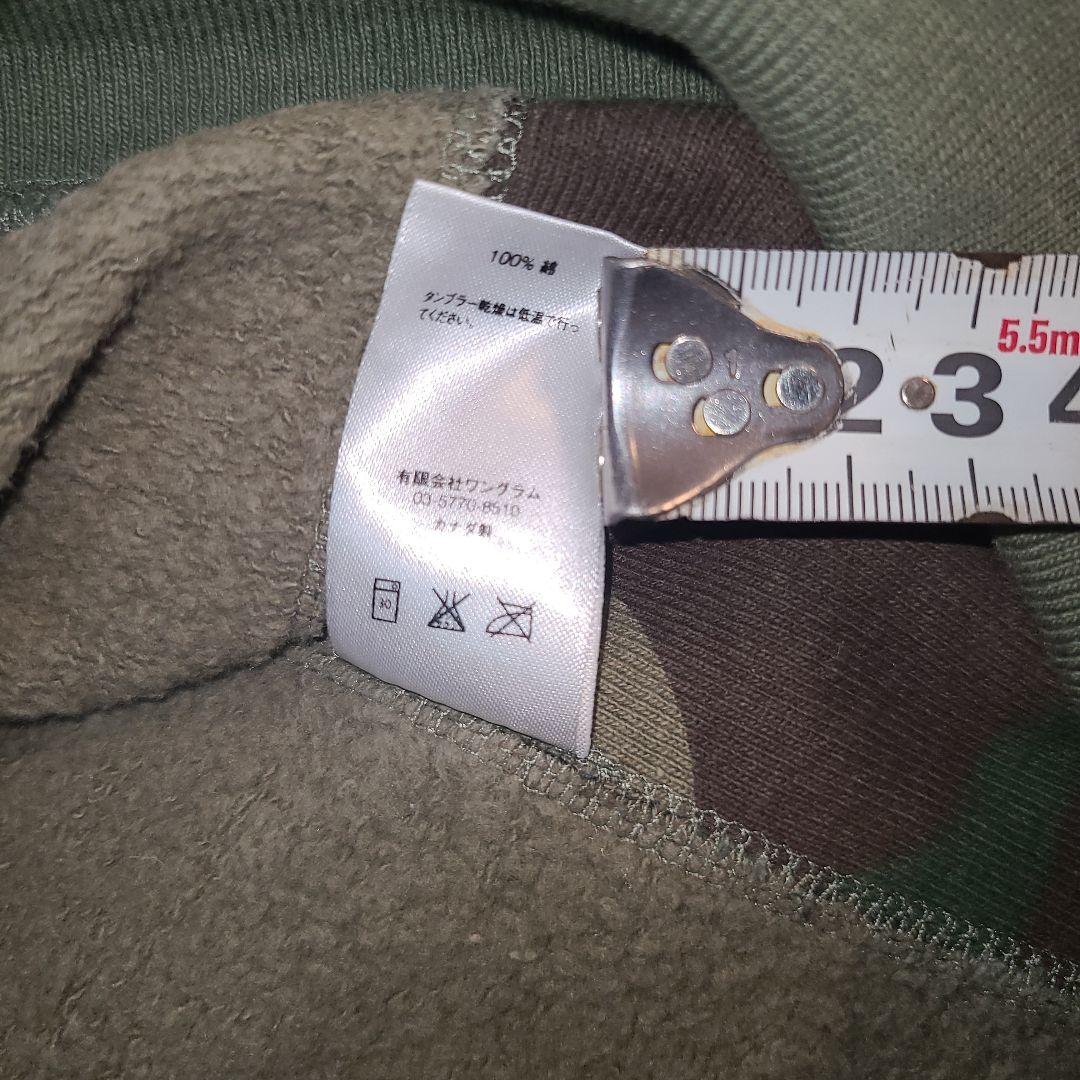 100% 綿
タンブラー乾燥は低温で行っ
てください。
有限会社ワングラム
03-5770-8510
カナダ製
30
5.5m
1 2 3 4